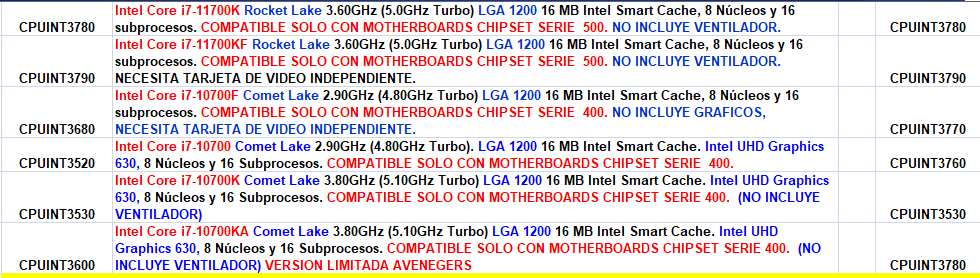 Intel Core i7-11700K Rocket Lake 3.60GHz (5.0GHz Turbo) LGA 1200 16 MB Intel Smart Cache, 8 Núcleos y 16
CPUINT3780 subprocesos. COMPATIBLE SOLO CON MOTHERBOARDS CHIPSET SERIE 500. NO INCLUYE VENTILADOR. CPUINT3780
Intel Core i7-11700KF Rocket Lake 3.60GHz (5.0GHz Turbo) LGA 1200 16 MB Intel Smart Cache, 8 Núcleos y 16
subprocesos. COMPATIBLE SOLO CON MOTHERBOARDS CHIPSET SERIE 500. NO INCLUYE VENTILADOR.
CPUINT3790 NECESITA TARJETA DE VIDEO INDEPENDIENTE. CPUINT3790
Intel Core i7-10700F Comet Lake 2.90GHz (4.80GHz Turbo) LGA 1200 16 MB Intel Smart Cache, 8 Núcleos y 16
subprocesos. COMPATIBLE SOLO CON MOTHERBOARDS CHIPSET SERIE 400. NO INCLUYE GRAFICOS,
CPUINT3680 NECESITA TARJETA DE VIDEO INDEPENDIENTE. CPUINT3770
Intel Core i7-10700 Comet Lake 2.90GHz (4.80GHz Turbo). LGA 1200 16 MB Intel Smart Cache. Intel UHD Graphics
CPUINT3520 630, 8 Núcleos y 16 Subprocesos. COMPATIBLE SOLO CON MOTHERBOARDS CHIPSET SERIE 400. CPUINT3760
Intel Core i7-10700K Comet Lake 3.80GHz (5.10GHz Turbo) LGA 1200 16 MB Intel Smart Cache. Intel UHD Graphics
630, 8 Núcleos y 16 Subprocesos. COMPATIBLE SOLO CON MOTHERBOARDS CHIPSET SERIE 400. (NO INCLUYE
CPUINT3530 VENTILADOR) CPUINT3530
Intel Core i7-10700KA Comet Lake 3.80GHz (5.10GHz Turbo) LGA 1200 16 MB Intel Smart Cache. Intel UHD
Graphics 630, 8 Núcleos y 16 Subprocesos. COMPATIBLE SOLO CON MOTHERBOARDS CHIPSET SERIE 400. (NO
CPUINT3600 INCLUYE VENTILADOR) VERSION LIMITADA AVENEGERS CPUINT3780